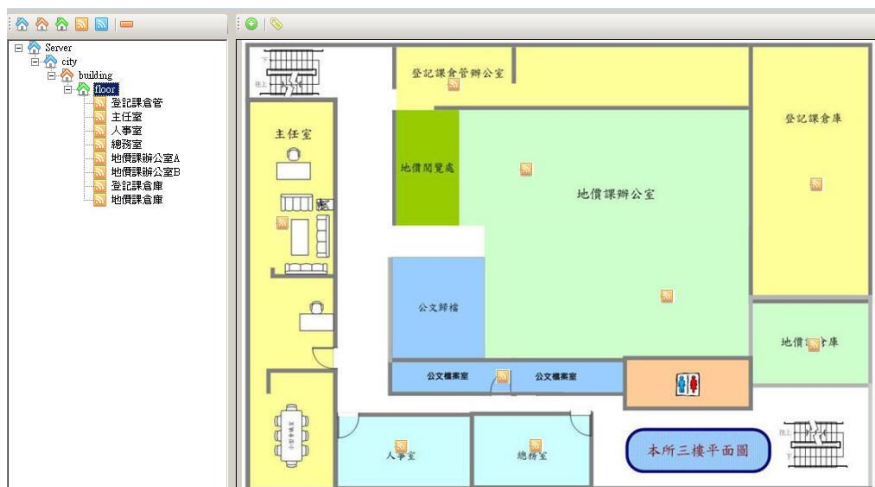 Server
city
building
floor
登記課倉管
主任室
人事室
總務室
地價課辦公室A
地價課辦公室B
登記課倉庫
地價課倉庫
登記課倉管辦公室
登記課倉庫
主任室
地價閱覽處
地價課辦公室
公文歸檔
公文檔案室
公文檔案室
人事室
總務室
本所三樓平面圖